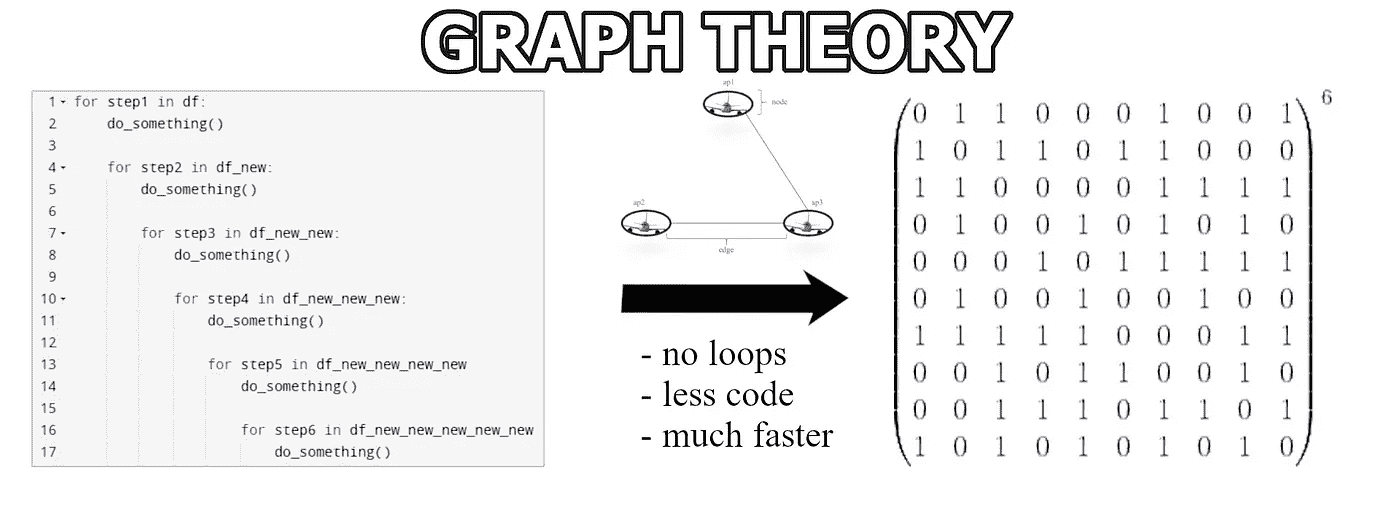 GRAPH THEORY
1 for step1 in df:
2 do_something()
3
4 for step2 in df_new:
5 do_something()
6
7 for step3 in df_new_new:
8 do_something()
9
10 for step4 in df_new_new_new:
11 do_something()
12
13 for step5 in df_new_new_new_new
14 do_something()
15
16 for step6 in df_new_new_new_new_new
17 do_something()
ap1
node
ap2
ap3
edge
- no loops
- less code
- much faster
6
0 1 1 0 0 0 1 0 0 1
1 0 1 1 0 1 1 0 0 0
1 1 0 0 0 0 1 1 1 1
0 1 0 0 1 0 1 0 1 0
0 0 0 1 0 1 1 1 1 1
0 1 0 0 1 0 0 1 0 0
1 1 1 1 1 0 0 0 1 1
0 0 1 0 1 1 0 0 1 0
0 0 1 1 1 0 1 1 0 1
1 0 1 0 1 0 1 0 1 0